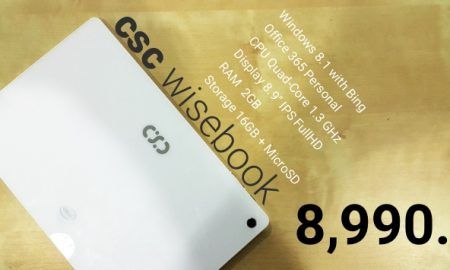 csc wisebook
Windows 8.1 with Bing
Office 365 Personal
CPU Quad-Core 1.3 GHz
Display 8.9" IPS FullHD
RAM 2GB
Storage 16GB + MicroSD
csc
8,990.